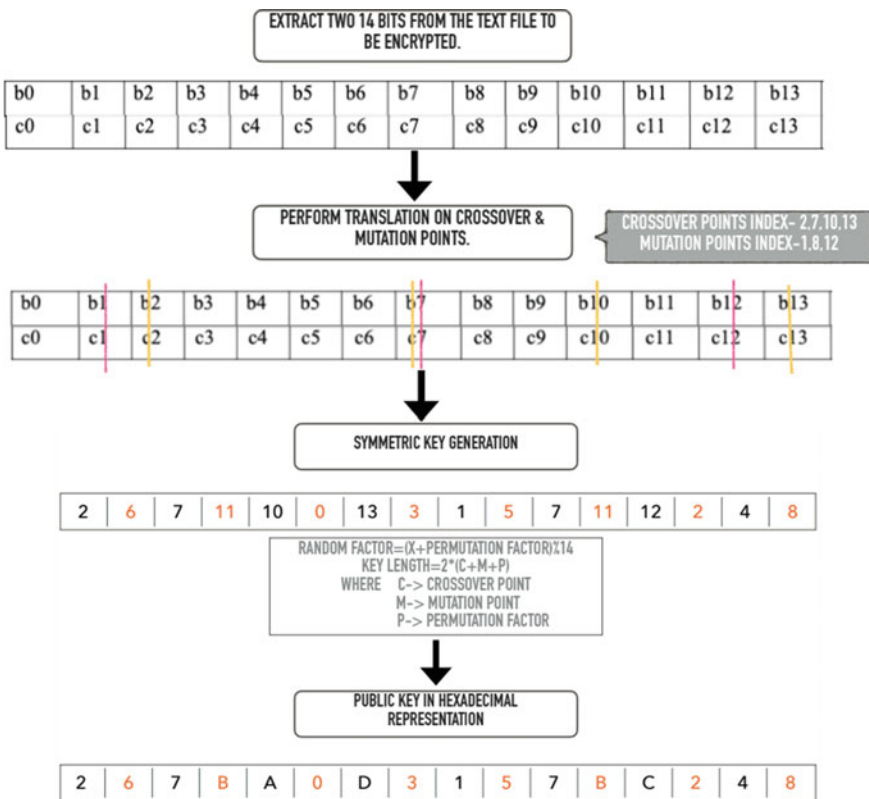 EXTRACT TWO 14 BITS FROM THE TEXT FILE TO
BE ENCRYPTED.
b0 b1 b2 b3 b4 b5 b6 b7 b8 b9 b10 b11 b12 b13
c0 c1 c2 c3 c4 c5 c6 c7 c8 c9 c10 c11 c12 c13
PERFORM TRANSLATION ON CROSSOVER &
MUTATION POINTS.
CROSSOVER POINTS INDEX- 2,7,10,13
MUTATION POINTS INDEX-1,8,12
b0 b1 b2 b3 b4 b5 b6 b7 b8 b9 b10 b11 b12 b13
c0 c1 c2 c3 c4 c5 c6 c7 c8 c9 c10 c11 c12 c13
SYMMETRIC KEY GENERATION
2 6 7 11 10 0 13 3 1 5 7 11 12 2 4 8
RANDOM FACTOR=(X+PERMUTATION FACTOR)%14
KEY LENGTH=2*(C+M+P)
WHERE C-> CROSSOVER POINT
M-> MUTATION POINT
P-> PERMUTATION FACTOR
PUBLIC KEY IN HEXADECIMAL
REPRESENTATION
2 6 7 B A 0 D 3 1 5 7 B C 2 4 8